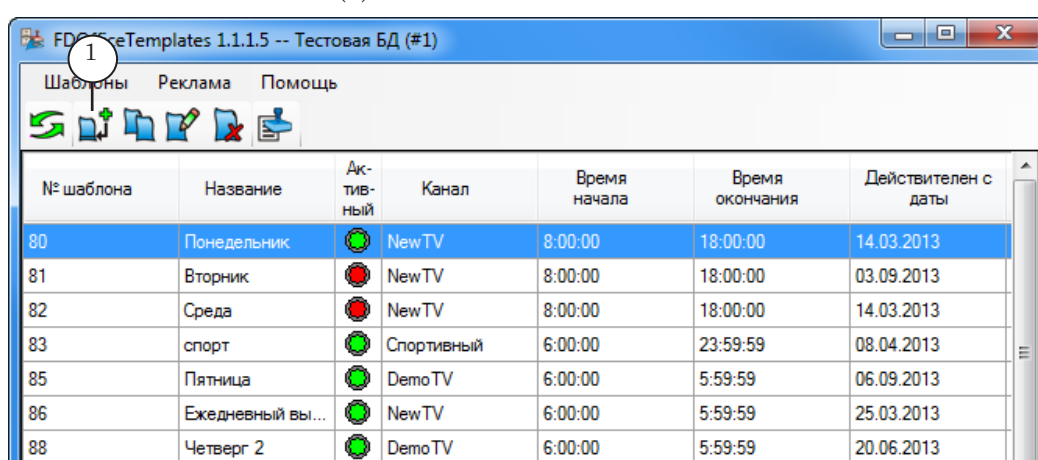 FDOfficeTemplates 1.1.1.5 -- Тестовая БД (#1)
1
Шаблоны Реклама Помощь
№ шаблона Название Ак-тив-ный Канал Время начала Время окончания Действителен с даты
80 Понедельник NewTV 8:00:00 18:00:00 14.03.2013
81 Вторник NewTV 8:00:00 18:00:00 03.09.2013
82 Среда NewTV 8:00:00 18:00:00 14.03.2013
83 спорт Спортивный 6:00:00 23:59:59 08.04.2013
85 Пятница DemoTV 6:00:00 5:59:59 06.09.2013
86 Ежедневный вы... NewTV 6:00:00 5:59:59 25.03.2013
88 Четверг 2 DemoTV 6:00:00 5:59:59 20.06.2013